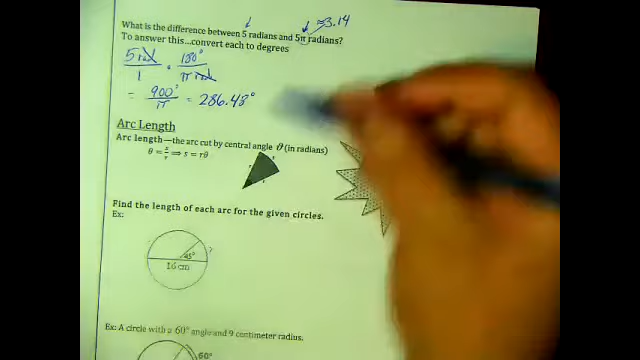 ≈3.14
What is the difference between 5 radians and 5π radians?
To answer this...convert each to degrees
5 rad / 1 • 180° / π rad
= 900° / π = 286.48°
Arc Length
Arc length—the arc cut by central angle θ (in radians)
θ = s/r ⇒ s = rθ
Find the length of each arc for the given circles.
Ex:
45°
?
16 cm
Ex: A circle with a 60° angle and 9 centimeter radius.
60°